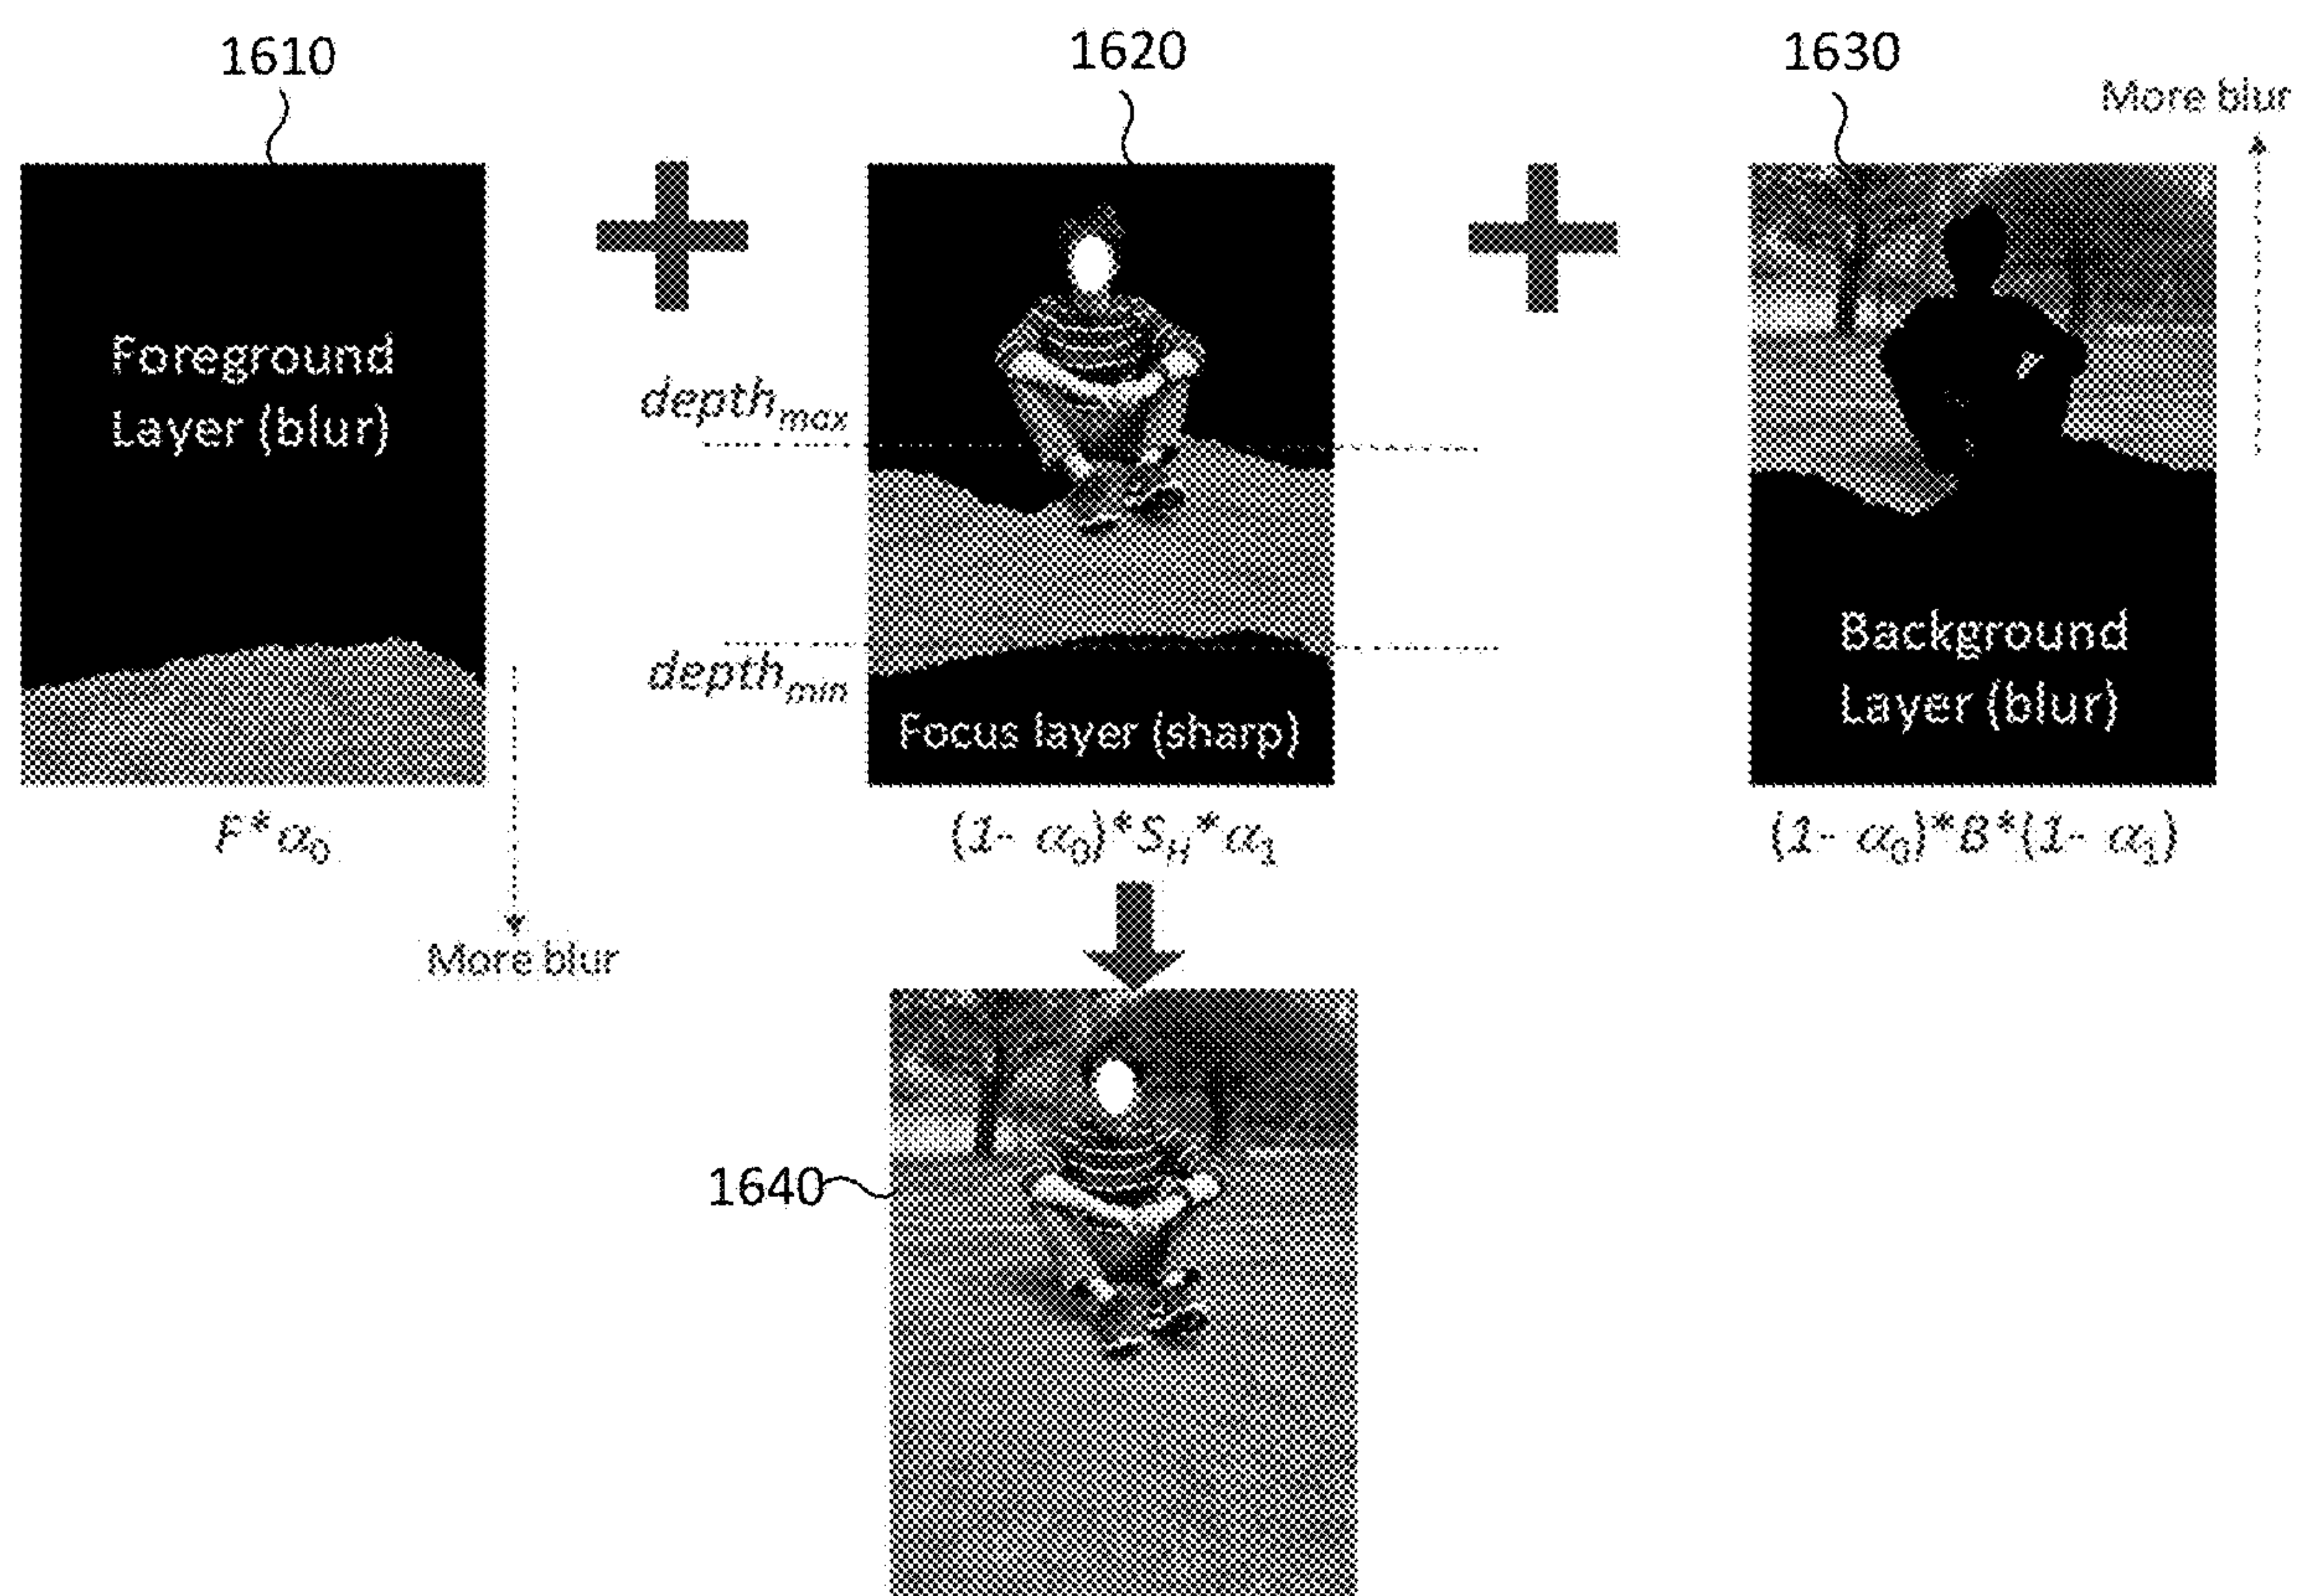 1610
1620
1630
More blur
Foreground
Layer (blur)
depth_max
depth_min
Focus layer (sharp)
Background
Layer (blur)
F* α₀
(1- α₀)*S_H*α₁
(1- α₀)*B*(1- α₁)
More blur
1640